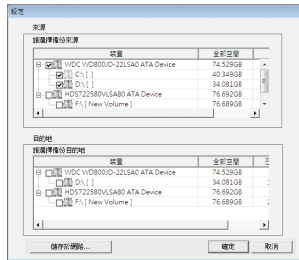 設定
來源
請選擇備份來源
裝置 全部空間
WDC WD800JD-22LSA0 ATA Device 74.529GB
C:\ [ ] 40.349GB
D:\ [ ] 34.081GB
HDS722580VLSA80 ATA Device 76.692GB
F:\ [ New Volume ] 76.689GB
目的地
請選擇備份目的地
裝置 全部空間
WDC WD800JD-22LSA0 ATA Device 74.529GB
D:\ [ ] 34.081GB
HDS722580VLSA80 ATA Device 76.692GB
F:\ [ New Volume ] 76.689GB
儲存於網路... 確定 取消